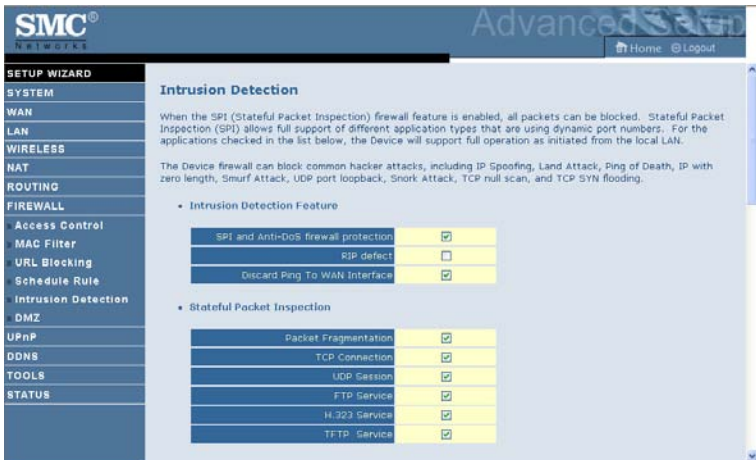 SMC®
Networks
Advanced Setup
Home Logout
SETUP WIZARD
SYSTEM
WAN
LAN
WIRELESS
NAT
ROUTING
FIREWALL
Access Control
MAC Filter
URL Blocking
Schedule Rule
Intrusion Detection
DMZ
UPnP
DDNS
TOOLS
STATUS
Intrusion Detection
When the SPI (Stateful Packet Inspection) firewall feature is enabled, all packets can be blocked. Stateful Packet
Inspection (SPI) allows full support of different application types that are using dynamic port numbers. For the
applications checked in the list below, the Device will support full operation as initiated from the local LAN.
The Device firewall can block common hacker attacks, including IP Spoofing, Land Attack, Ping of Death, IP with
zero length, Smurf Attack, UDP port loopback, Snork Attack, TCP null scan, and TCP SYN flooding.
• Intrusion Detection Feature
SPI and Anti-DoS firewall protection
RIP defect
Discard Ping To WAN Interface
• Stateful Packet Inspection
Packet Fragmentation
TCP Connection
UDP Session
FTP Service
H.323 Service
TFTP Service